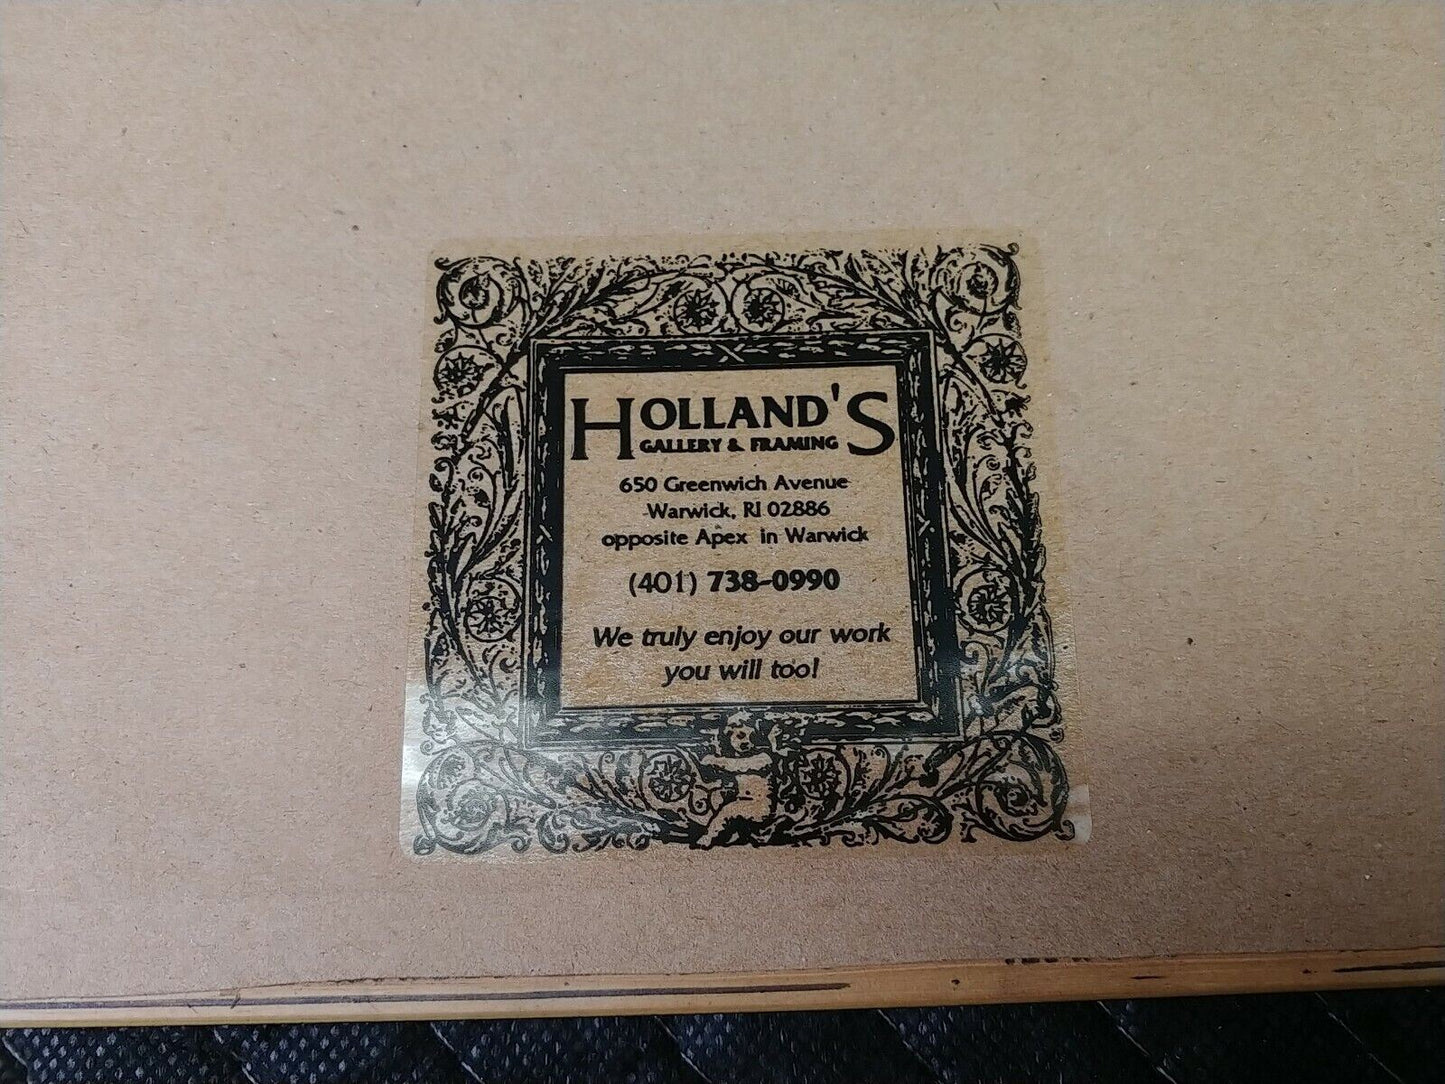 HOLLAND'S
GALLERY & FRAMING
650 Greenwich Avenue
Warwick, RI 02886
opposite Apex in Warwick
(401) 738-0990
We truly enjoy our work
you will too!